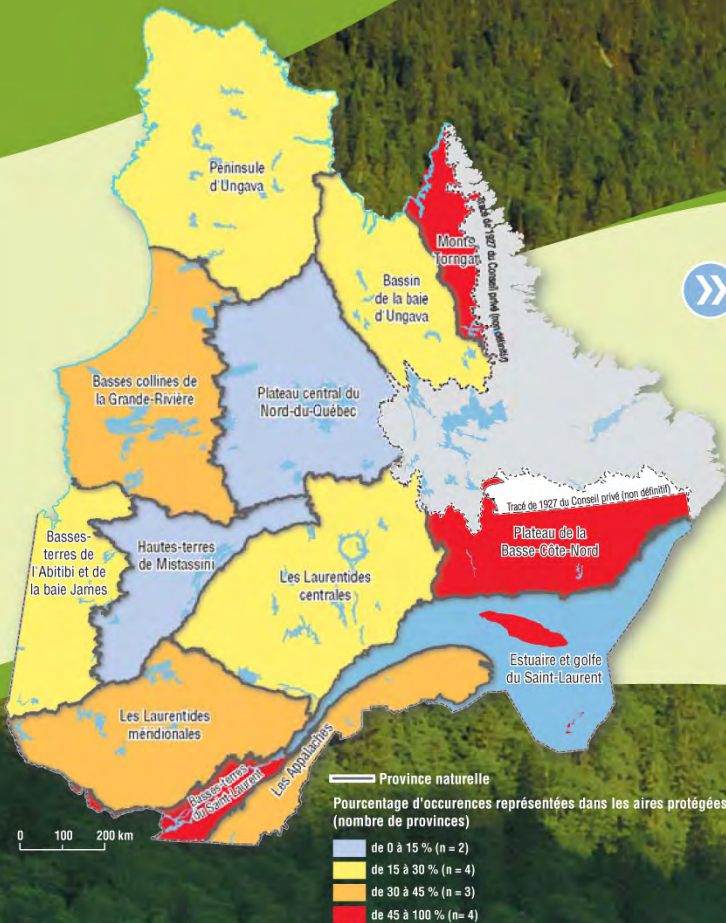 Péninsule
d'Ungava
Monts
Torngat
Tracé de 1927 du Conseil privé (non définitif)
Bassin
de la baie
d'Ungava
Basses collines de
la Grande-Rivière
Plateau central du
Nord-du-Québec
Tracé de 1927 du Conseil privé (non définitif)
Basses-
terres de
l'Abitibi et de
la baie James
Hautes-terres
de Mistassini
Plateau de la
Basse-Côte-Nord
Les Laurentides
centrales
Estuaire et golfe
du Saint-Laurent
Les Laurentides
méridionales
Basses-terres
du Saint-Laurent
Les Appalaches
Province naturelle
Pourcentage d'occurences représentées dans les aires protégées
(nombre de provinces)
0 100 200 km
de 0 à 15 % (n = 2)
de 15 à 30 % (n = 4)
de 30 à 45 % (n = 3)
de 45 à 100 % (n = 4)